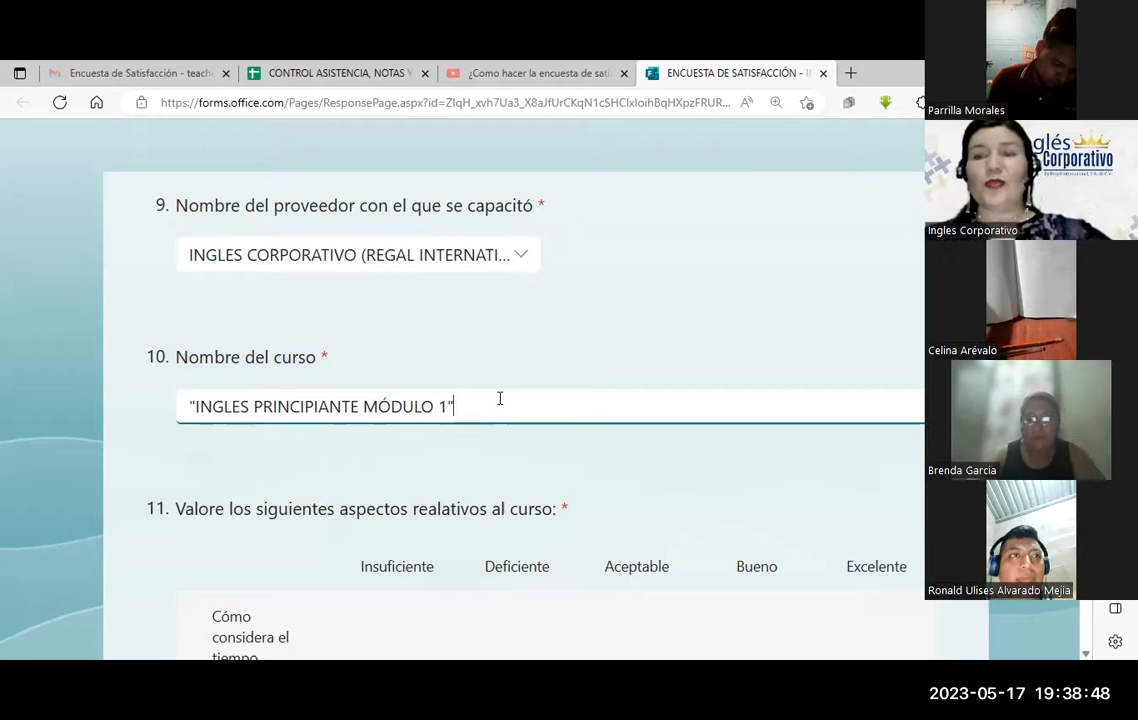 Encuesta de Satisfacción - teach
CONTROL ASISTENCIA, NOTAS Y
¿Como hacer la encuesta de sati
ENCUESTA DE SATISFACCIÓN - I
https://forms.office.com/Pages/ResponsePage.aspx?id=ZIqH_xvh7Ua3_X8aJfUrCKqN1cSHClxIoihBqHXpzFRUR...
9. Nombre del proveedor con el que se capacitó *
INGLES CORPORATIVO (REGAL INTERNATI...
10. Nombre del curso *
"INGLES PRINCIPIANTE MÓDULO 1"
11. Valore los siguientes aspectos realativos al curso: *
Insuficiente Deficiente Aceptable Bueno Excelente
Cómo
considera el
tiempo
Parrilla Morales
glés
Corporativo
Ingles Corporativo
Celina Arévalo
Brenda Garcia
Ronald Ulises Alvarado Mejia
2023-05-17 19:38:48